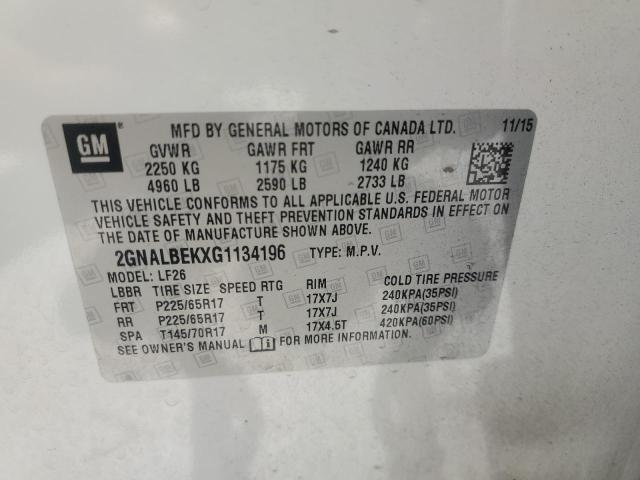 GM
MFD BY GENERAL MOTORS OF CANADA LTD. 11/15
GVWR GAWR FRT GAWR RR
2250 KG 1175 KG 1240 KG
4960 LB 2590 LB 2733 LB
THIS VEHICLE CONFORMS TO ALL APPLICABLE U.S. FEDERAL MOTOR
VEHICLE SAFETY AND THEFT PREVENTION STANDARDS IN EFFECT ON
THE DATE OF MANUFACTURE SHOWN ABOVE.
2GNALBEKXG1134196 TYPE: M.P.V.
MODEL: LF26
LBBR TIRE SIZE SPEED RTG RIM COLD TIRE PRESSURE
FRT P225/65R17 T 17X7J 240KPA(35PSI)
RR P225/65R17 T 17X7J 240KPA(35PSI)
SPA T145/70R17 M 17X4.5T 420KPA(60PSI)
SEE OWNER'S MANUAL FOR MORE INFORMATION.